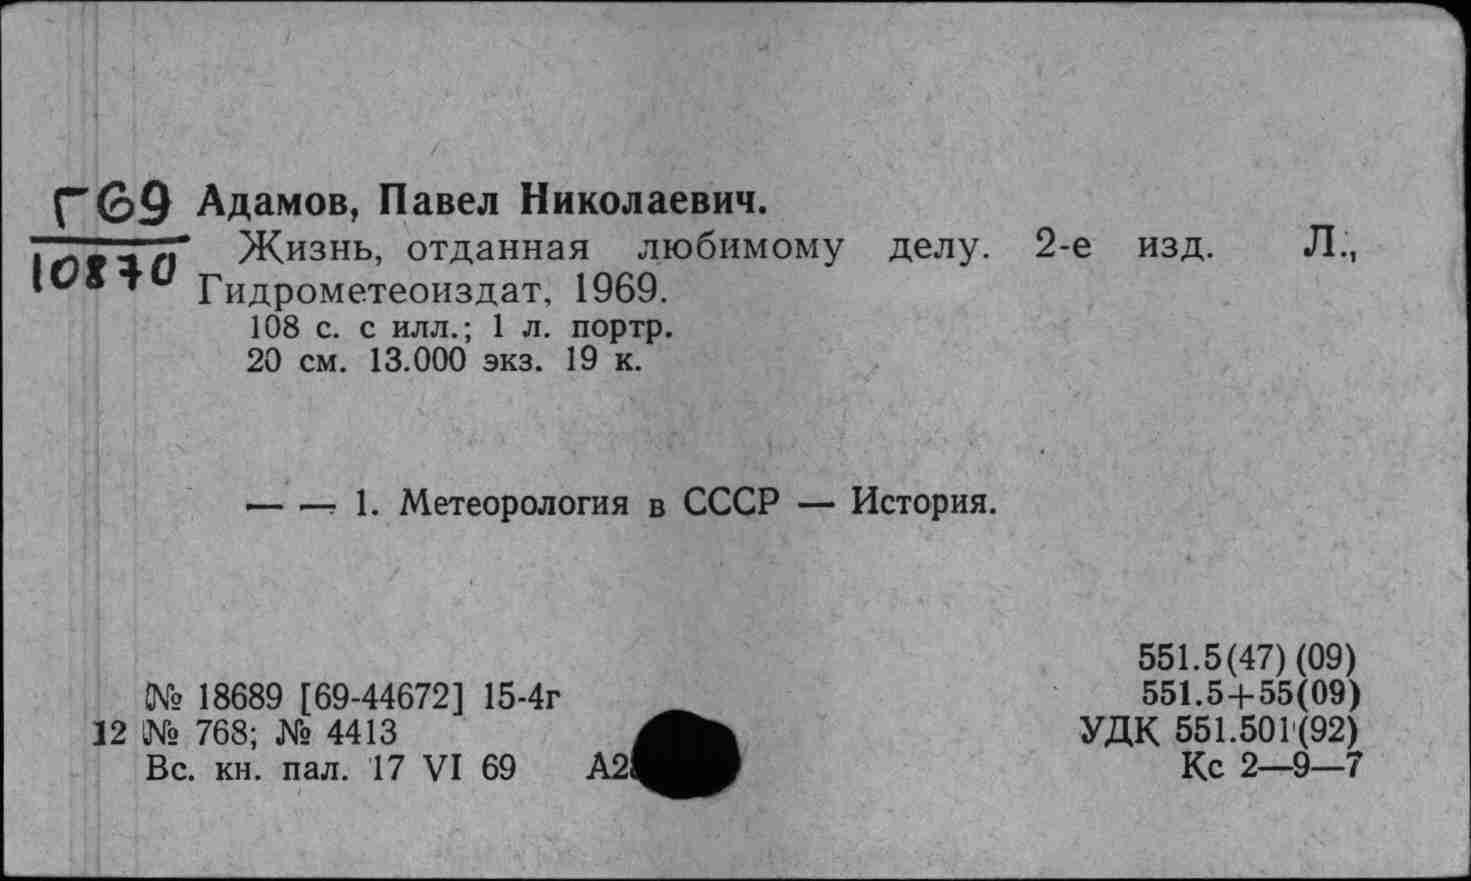 Г69
10870
Адамов, Павел Николаевич.
Жизнь, отданная любимому делу. 2-е изд. Л.,
Гидрометеоиздат, 1969.
108 с. с илл.; 1 л. портр.
20 см. 13.000 экз. 19 к.
— — 1. Метеорология в СССР — История.
551.5(47)(09)
№ 18689 [69-44672] 15-4г 551.5+55(09)
12 № 768; № 4413 УДК 551.501(92)
Вс. кн. пал. 17 VI 69 Кс 2—9—7